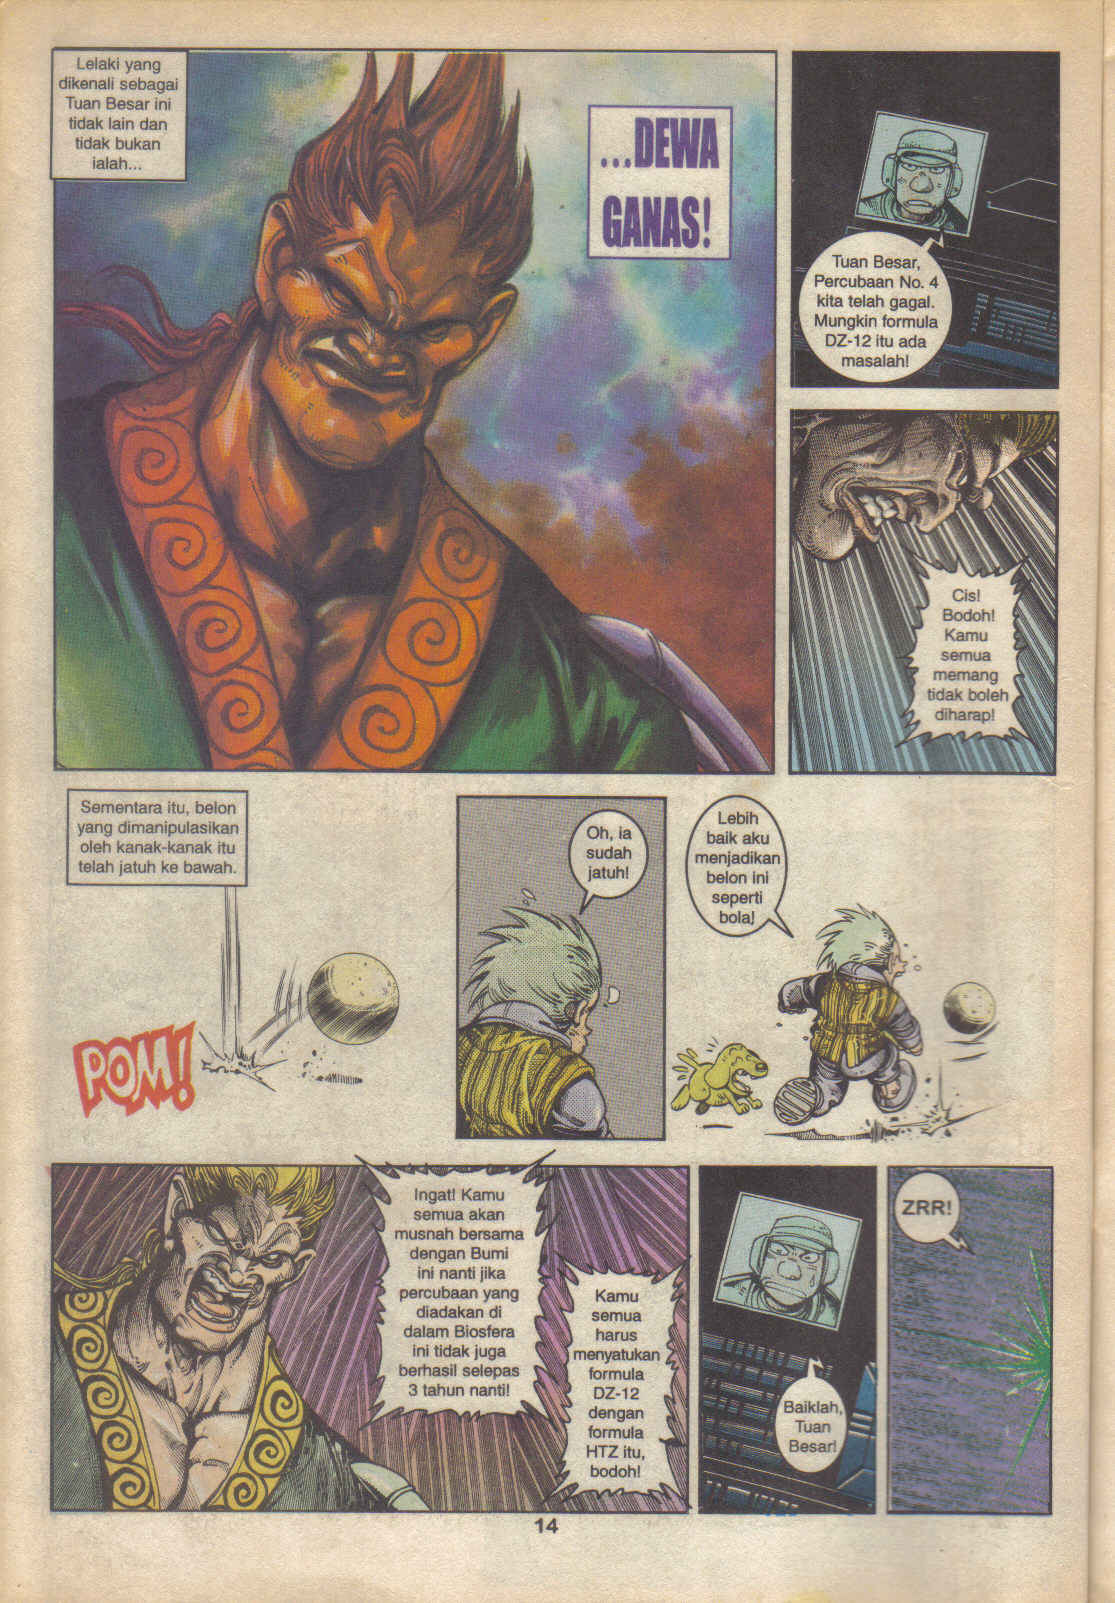 Lelaki yang
dikenali sebagai
Tuan Besar ini
tidak lain dan
tidak bukan
ialah...
...DEWA
GANAS!
Tuan Besar,
Percubaan No. 4
kita telah gagal.
Mungkin formula
DZ-12 itu ada
masalah!
Cis!
Bodoh!
Kamu
semua
memang
tidak boleh
diharap!
Sementara itu, belon
yang dimanipulasikan
oleh kanak-kanak itu
telah jatuh ke bawah.
POM!
Oh, ia
sudah
jatuh!
Lebih
baik aku
menjadikan
belon ini
seperti
bola!
Ingat! Kamu
semua akan
musnah bersama
dengan Bumi
ini nanti jika
percubaan yang
diadakan di
dalam Biosfera
ini tidak juga
berhasil selepas
3 tahun nanti!
Kamu
semua
harus
menyatukan
formula
DZ-12
dengan
formula
HTZ itu,
bodoh!
Baiklah,
Tuan
Besar!
ZRR!
14